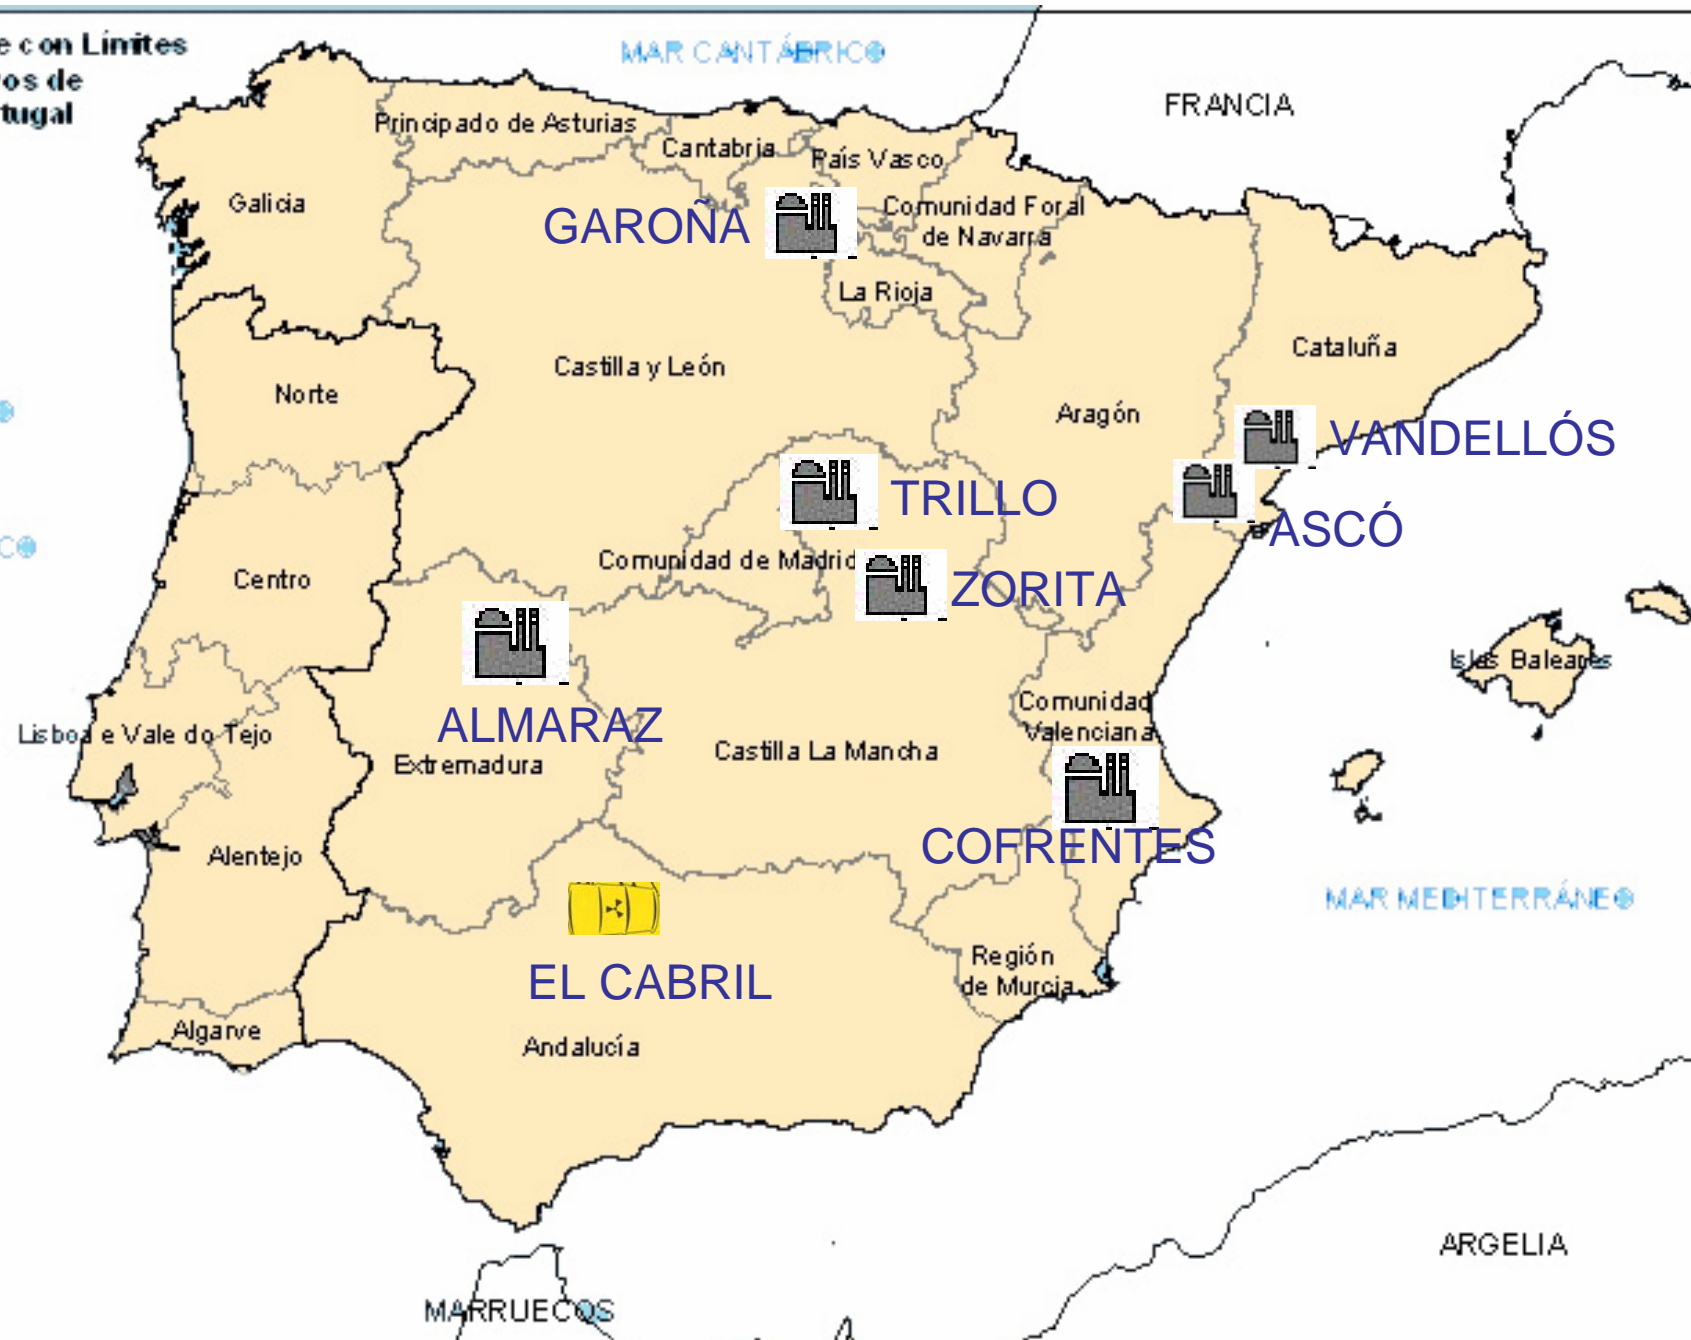 e con Límites
MAR CANTÁBRICO
os de
FRANCIA
tugal
Principado de Asturias
Cantabria
País Vasco
Galicia
Comunidad Foral
de Navarra
GAROÑA
La Rioja
Cataluña
Castilla y León
Norte
Aragón
VANDELLÓS
TRILLO
ASCÓ
Comunidad de Madrid
Centro
ZORITA
Islas Baleares
Comunidad
Valenciana
ALMARAZ
Lisboa e Vale do Tejo
Castilla La Mancha
Extremadura
COFRENTES
Alentejo
MAR MEDITERRÁNEO
Región
de Murcia
EL CABRIL
Algarve
Andalucía
ARGELIA
MARRUECOS